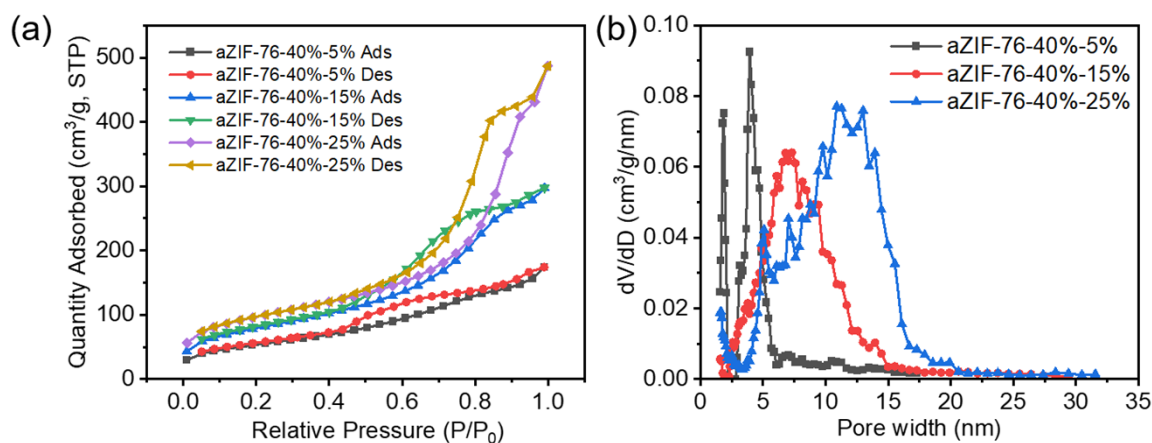 (a)
Quantity Adsorbed (cm³/g, STP)
500
400
300
200
100
0
aZIF-76-40%-5% Ads
aZIF-76-40%-5% Des
aZIF-76-40%-15% Ads
aZIF-76-40%-15% Des
aZIF-76-40%-25% Ads
aZIF-76-40%-25% Des
0.0 0.2 0.4 0.6 0.8 1.0
Relative Pressure (P/P₀)
(b)
dV/dD (cm³/g/nm)
0.10
0.08
0.06
0.04
0.02
0.00
aZIF-76-40%-5%
aZIF-76-40%-15%
aZIF-76-40%-25%
0 5 10 15 20 25 30 35
Pore width (nm)